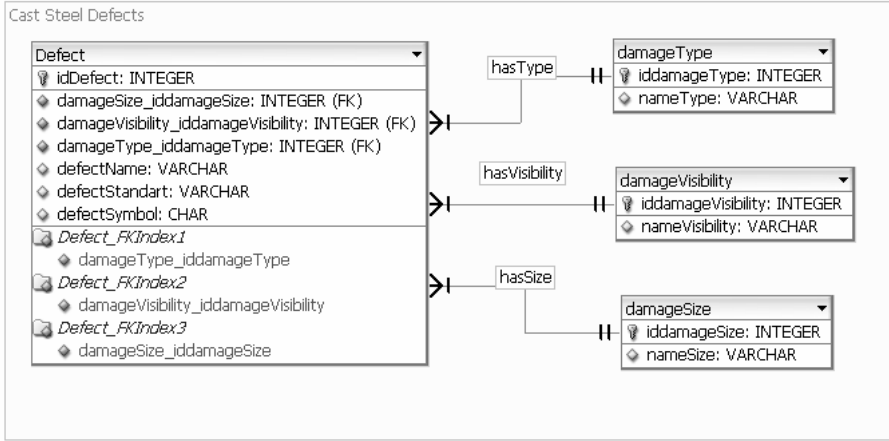 Cast Steel Defects
Defect
idDefect: INTEGER
damageSize_iddamageSize: INTEGER (FK)
damageVisibility_iddamageVisibility: INTEGER (FK)
damageType_iddamageType: INTEGER (FK)
defectName: VARCHAR
defectStandart: VARCHAR
defectSymbol: CHAR
Defect_FKIndex1
damageType_iddamageType
Defect_FKIndex2
damageVisibility_iddamageVisibility
Defect_FKIndex3
damageSize_iddamageSize
hasType
damageType
iddamageType: INTEGER
nameType: VARCHAR
hasVisibility
damageVisibility
iddamageVisibility: INTEGER
nameVisibility: VARCHAR
hasSize
damageSize
iddamageSize: INTEGER
nameSize: VARCHAR